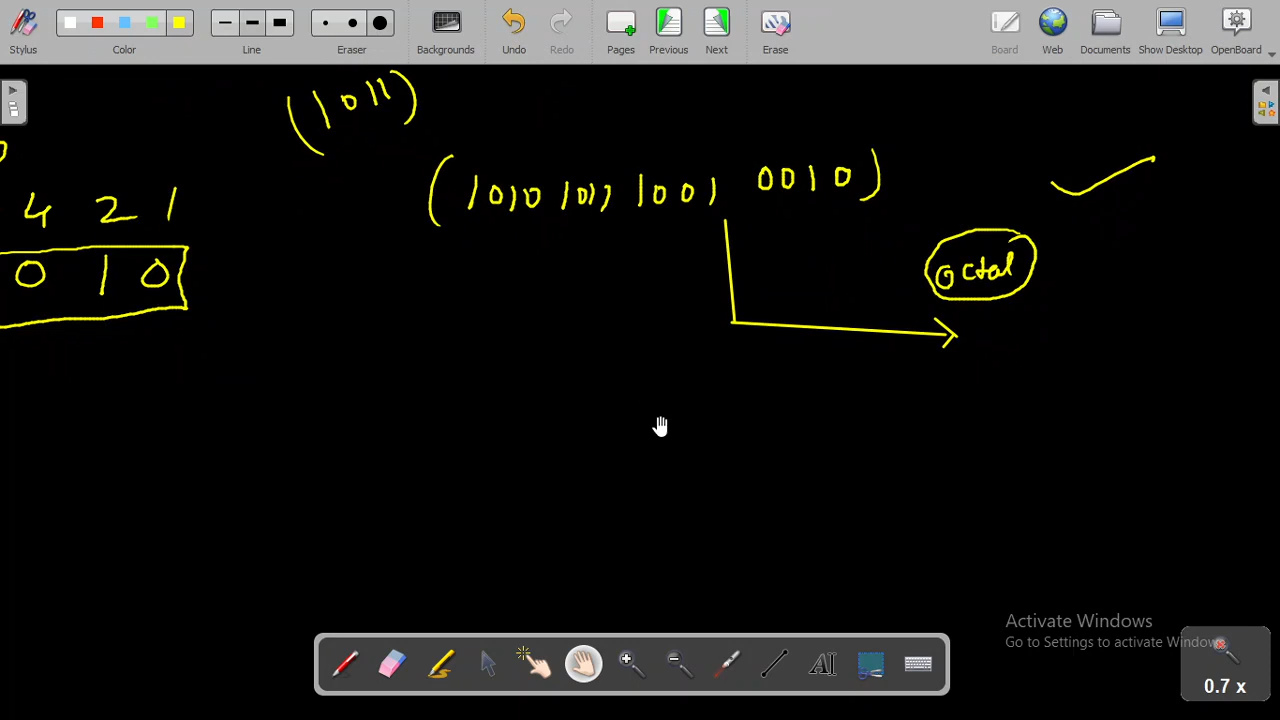 Stylus
Color
Line
Eraser
Backgrounds
Undo
Redo
Pages
Previous
Next
Erase
Board
Web
Documents
Show Desktop
OpenBoard
(1011)
(1010 1011 1001 0010)
4 2 1
0 1 0
octal
Activate Windows
Go to Settings to activate Windows
0.7 x